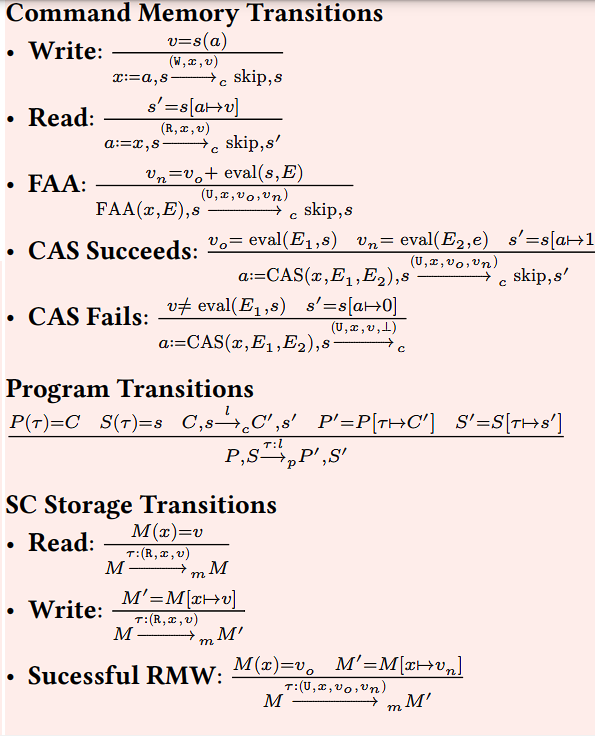 Command Memory Transitions
• Write: v=s(a)
x:=a,s (W,x,v)⟶c skip,s
• Read: s′=s[a↦v]
a:=x,s (R,x,v)⟶c skip,s′
• FAA: vn=vo+ eval(s,E)
FAA(x,E),s (U,x,vo,vn)⟶c skip,s
• CAS Succeeds: vo= eval(E1,s) vn= eval(E2,e) s′=s[a↦1
a:=CAS(x,E1,E2),s (U,x,vo,vn)⟶c skip,s′
• CAS Fails: v≠ eval(E1,s) s′=s[a↦0]
a:=CAS(x,E1,E2),s (U,x,v,⊥)⟶c
Program Transitions
P(τ)=C S(τ)=s C,s l⟶c C′,s′ P′=P[τ↦C′] S′=S[τ↦s′]
P,S τ:l⟶p P′,S′
SC Storage Transitions
• Read: M(x)=v
M τ:(R,x,v)⟶m M
• Write: M′=M[x↦v]
M τ:(R,x,v)⟶m M′
• Sucessful RMW: M(x)=vo M′=M[x↦vn]
M τ:(U,x,vo,vn)⟶m M′